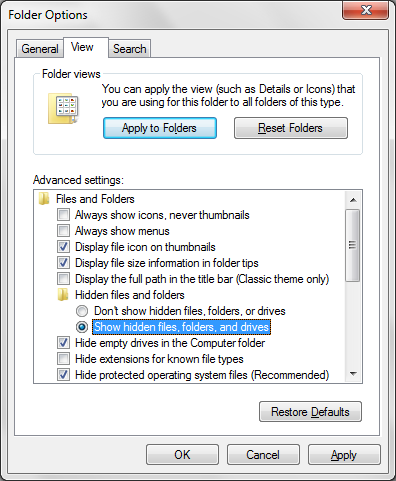 Folder Options
General View Search
Folder views
You can apply the view (such as Details or Icons) that
you are using for this folder to all folders of this type.
Apply to Folders Reset Folders
Advanced settings:
Files and Folders
Always show icons, never thumbnails
Always show menus
Display file icon on thumbnails
Display file size information in folder tips
Display the full path in the title bar (Classic theme only)
Hidden files and folders
Don't show hidden files, folders, or drives
Show hidden files, folders, and drives
Hide empty drives in the Computer folder
Hide extensions for known file types
Hide protected operating system files (Recommended)
Restore Defaults
OK Cancel Apply